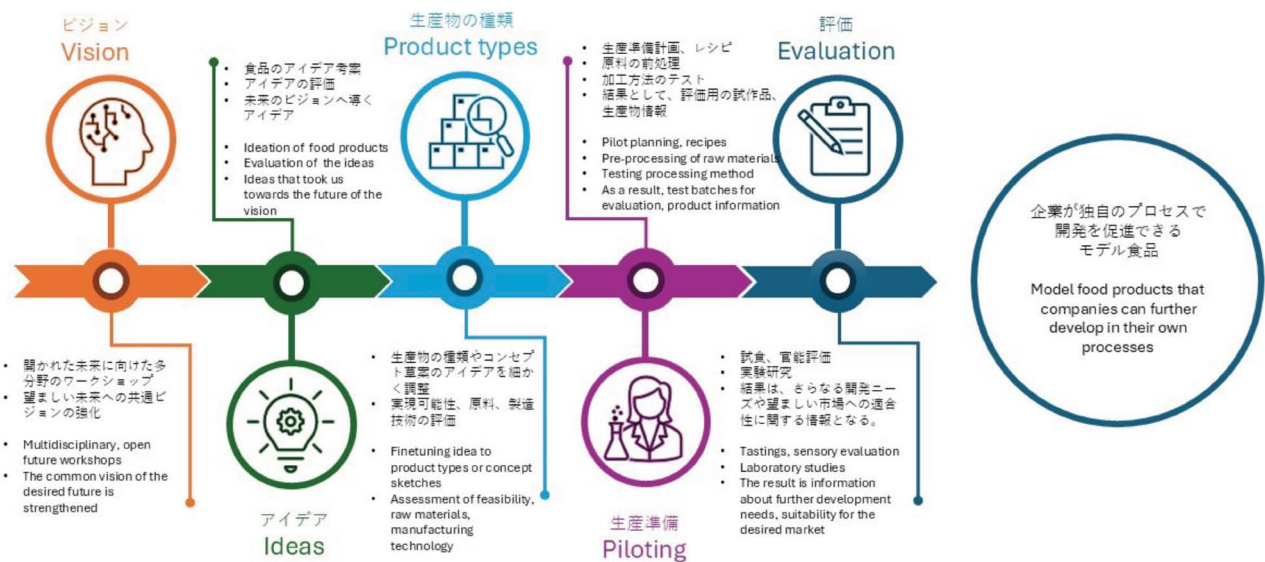 ビジョン
Vision
• 開かれた未来に向けた多
分野のワークショップ
• 望ましい未来への共通ビ
ジョンの強化
• Multidisciplinary, open
future workshops
• The common vision of the
desired future is
strengthened
• 食品のアイデア考案
• アイデアの評価
• 未来のビジョンへ導く
アイデア
• Ideation of food products
• Evaluation of the ideas
• Ideas that took us
towards the future of the
vision
アイデア
Ideas
生産物の種類
Product types
• 生産物の種類やコンセプ
ト草案のアイデアを細か
く調整
• 実現可能性、原料、製造
技術の評価
• Finetuning idea to
product types or concept
sketches
• Assessment of feasibility,
raw materials,
manufacturing
technology
• 生産準備計画、レシピ
• 原料の前処理
• 加工方法のテスト
• 結果として、評価用の試作品、
生産物情報
• Pilot planning, recipes
• Pre-processing of raw materials
• Testing processing method
• As a result, test batches for
evaluation, product information
生産準備
Piloting
評価
Evaluation
• 試食、官能評価
• 実験研究
• 結果は、さらなる開発ニー
ズや望ましい市場への適合
性に関する情報となる。
• Tastings, sensory evaluation
• Laboratory studies
• The result is information
about further development
needs, suitability for the
desired market
企業が独自のプロセスで
開発を促進できる
モデル食品
Model food products that
companies can further
develop in their own
processes